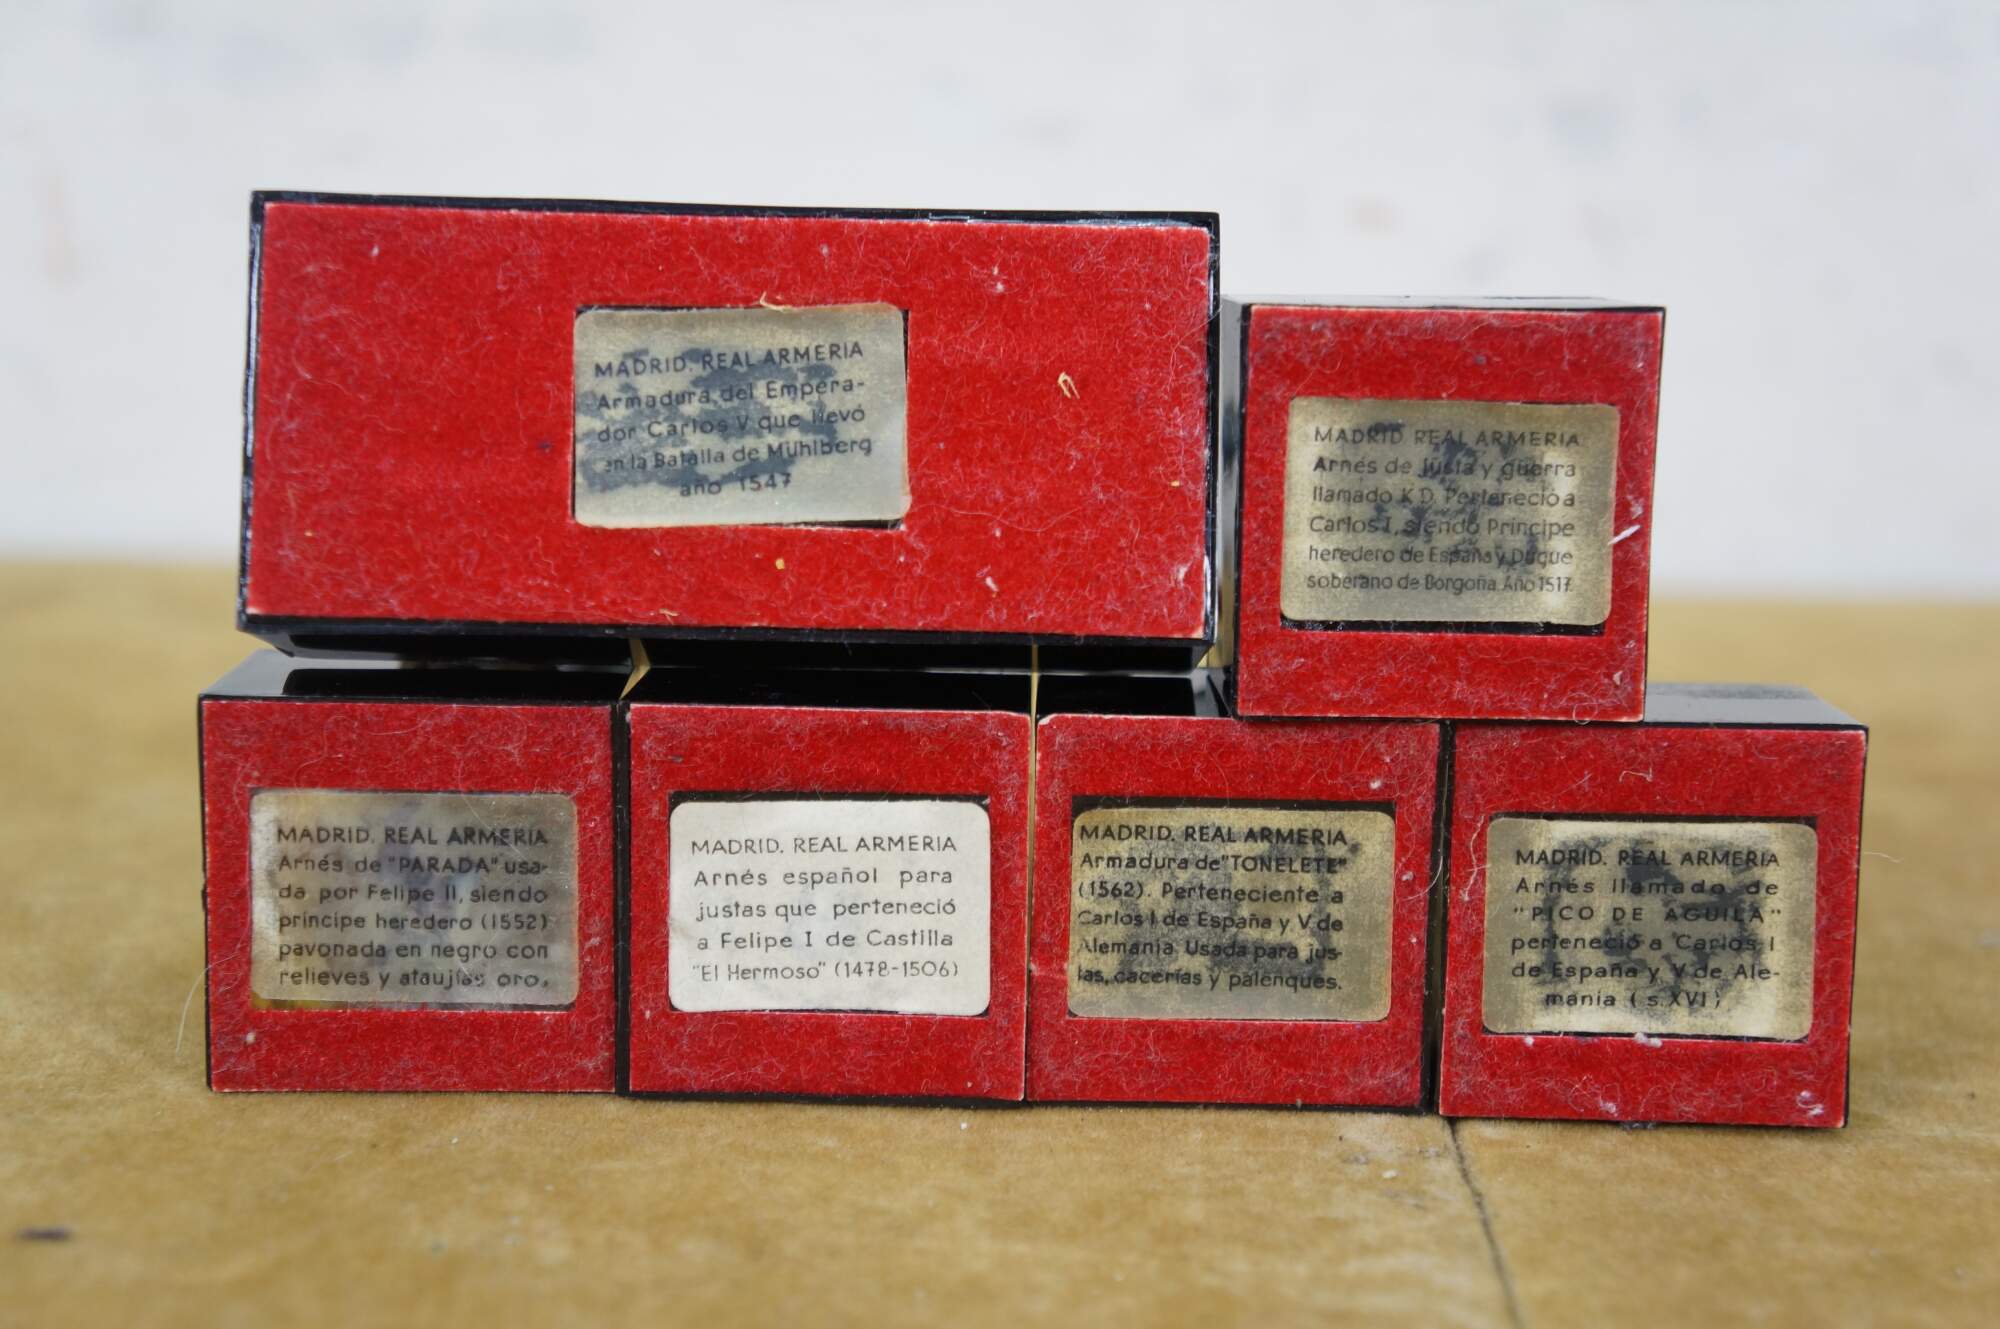 MADRID. REAL ARMERIA
Armadura del Empera-
dor Carlos V que llevó
en la Batalla de Mühlberg
año 1547
MADRID REAL ARMERIA
Arnés de Justa y guerra
llamado K D. Perteneció a
Carlos I, siendo Principe
heredero de España y Duque
soberano de Borgoña. Año 1517.
MADRID. REAL ARMERIA
Arnés de "PARADA" usa-
da por Felipe II, siendo
principe heredero (1552)
pavonada en negro con
relieves y ataujías oro.
MADRID. REAL ARMERIA
Arnés español para
justas que perteneció
a Felipe I de Castilla
"El Hermoso" (1478-1506)
MADRID. REAL ARMERIA
Armadura de "TONELETE"
(1562). Perteneciente a
Carlos I de España y V de
Alemania. Usada para jus-
tas, cacerías y palenques.
MADRID. REAL ARMERIA
Arnés llamado de
"PICO DE AGUILA"
perteneció a Carlos I
de España y V de Ale-
mania (s. XVI)